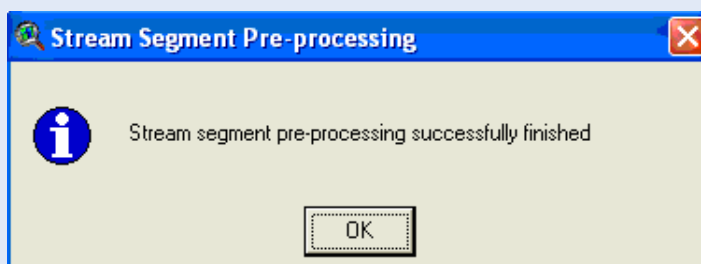 Stream Segment Pre-processing
Stream segment pre-processing successfully finished
OK